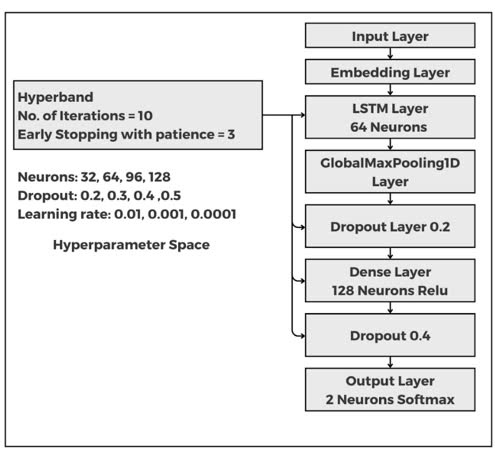 Hyperband
No. of Iterations = 10
Early Stopping with patience = 3
Neurons: 32, 64, 96, 128
Dropout: 0.2, 0.3, 0.4 ,0.5
Learning rate: 0.01, 0.001, 0.0001
Hyperparameter Space
Input Layer
Embedding Layer
LSTM Layer
64 Neurons
GlobalMaxPooling1D
Layer
Dropout Layer 0.2
Dense Layer
128 Neurons Relu
Dropout 0.4
Output Layer
2 Neurons Softmax